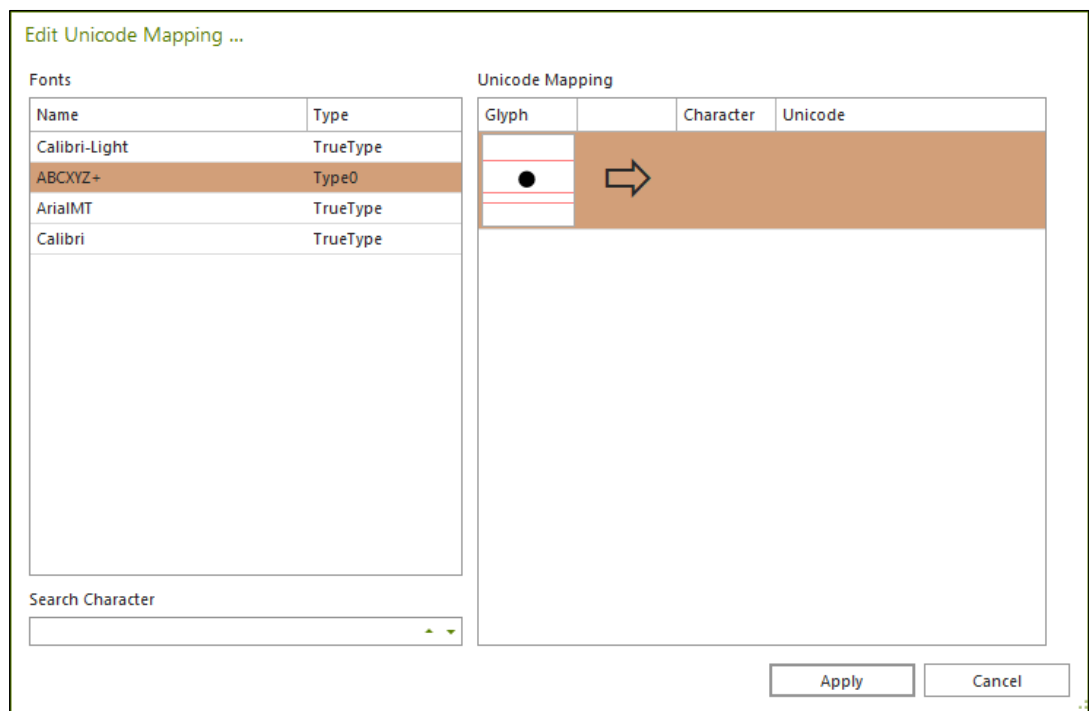 Edit Unicode Mapping ...
Fonts
Name Type
Calibri-Light TrueType
ABCXYZ+ Type0
ArialMT TrueType
Calibri TrueType
Search Character
Unicode Mapping
Glyph Character Unicode
Apply Cancel